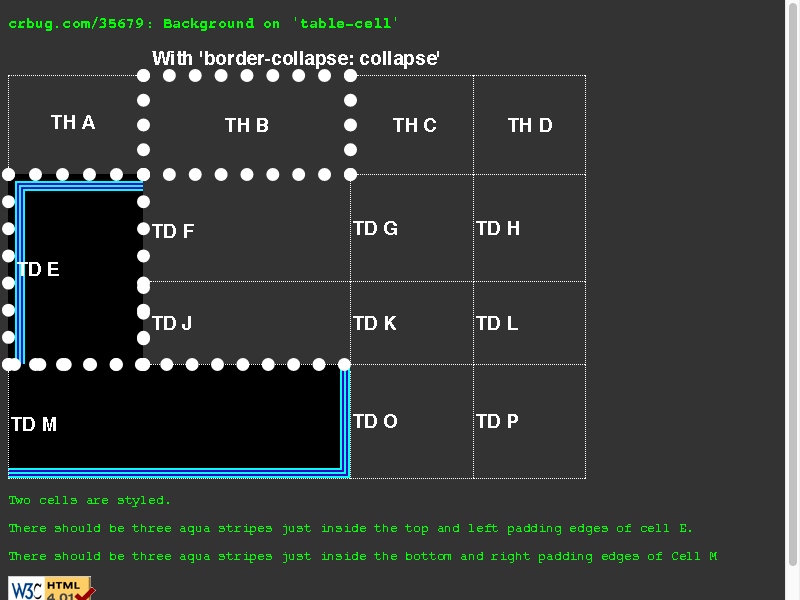 crbug.com/35679: Background on 'table-cell'
With 'border-collapse: collapse'
TH A TH B TH C TH D
TD E TD F TD G TD H
TD J TD K TD L
TD M TD O TD P
Two cells are styled.
There should be three aqua stripes just inside the top and left padding edges of cell E.
There should be three aqua stripes just inside the bottom and right padding edges of Cell M
W3C HTML
4.01